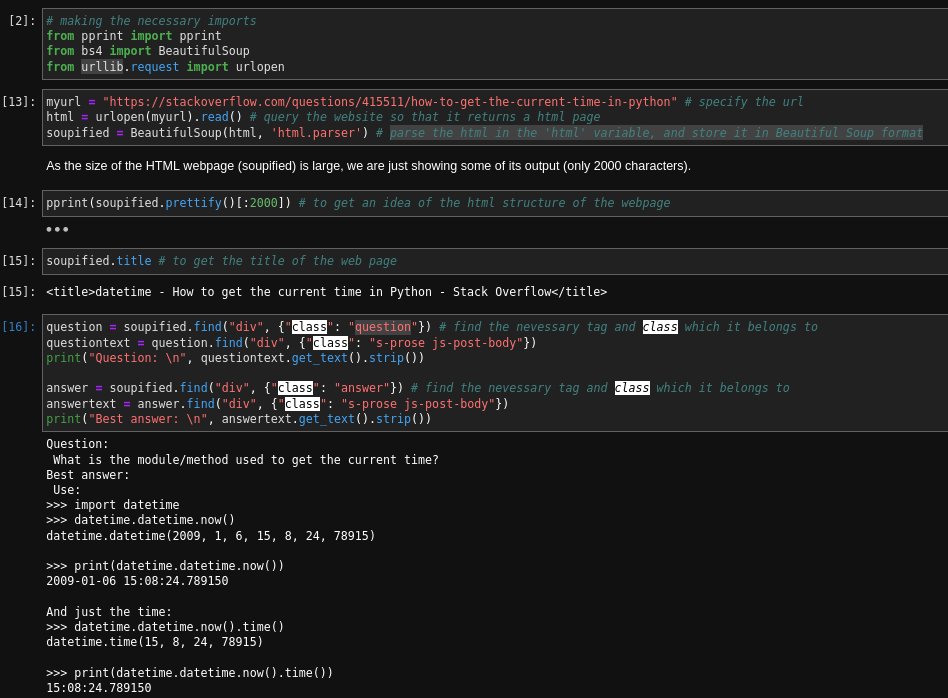 [2]: # making the necessary imports
from pprint import pprint
from bs4 import BeautifulSoup
from urllib.request import urlopen
[13]: myurl = "https://stackoverflow.com/questions/415511/how-to-get-the-current-time-in-python" # specify the url
html = urlopen(myurl).read() # query the website so that it returns a html page
soupified = BeautifulSoup(html, 'html.parser') # parse the html in the 'html' variable, and store it in Beautiful Soup format
As the size of the HTML webpage (soupified) is large, we are just showing some of its output (only 2000 characters).
[14]: pprint(soupified.prettify()[:2000]) # to get an idea of the html structure of the webpage
•••
[15]: soupified.title # to get the title of the web page
[15]: <title>datetime - How to get the current time in Python - Stack Overflow</title>
[16]: question = soupified.find("div", {"class": "question"}) # find the nevessary tag and class which it belongs to
questiontext = question.find("div", {"class": "s-prose js-post-body"})
print("Question: \n", questiontext.get_text().strip())
answer = soupified.find("div", {"class": "answer"}) # find the nevessary tag and class which it belongs to
answertext = answer.find("div", {"class": "s-prose js-post-body"})
print("Best answer: \n", answertext.get_text().strip())
Question:
What is the module/method used to get the current time?
Best answer:
Use:
>>> import datetime
>>> datetime.datetime.now()
datetime.datetime(2009, 1, 6, 15, 8, 24, 78915)
>>> print(datetime.datetime.now())
2009-01-06 15:08:24.789150
And just the time:
>>> datetime.datetime.now().time()
datetime.time(15, 8, 24, 78915)
>>> print(datetime.datetime.now().time())
15:08:24.789150